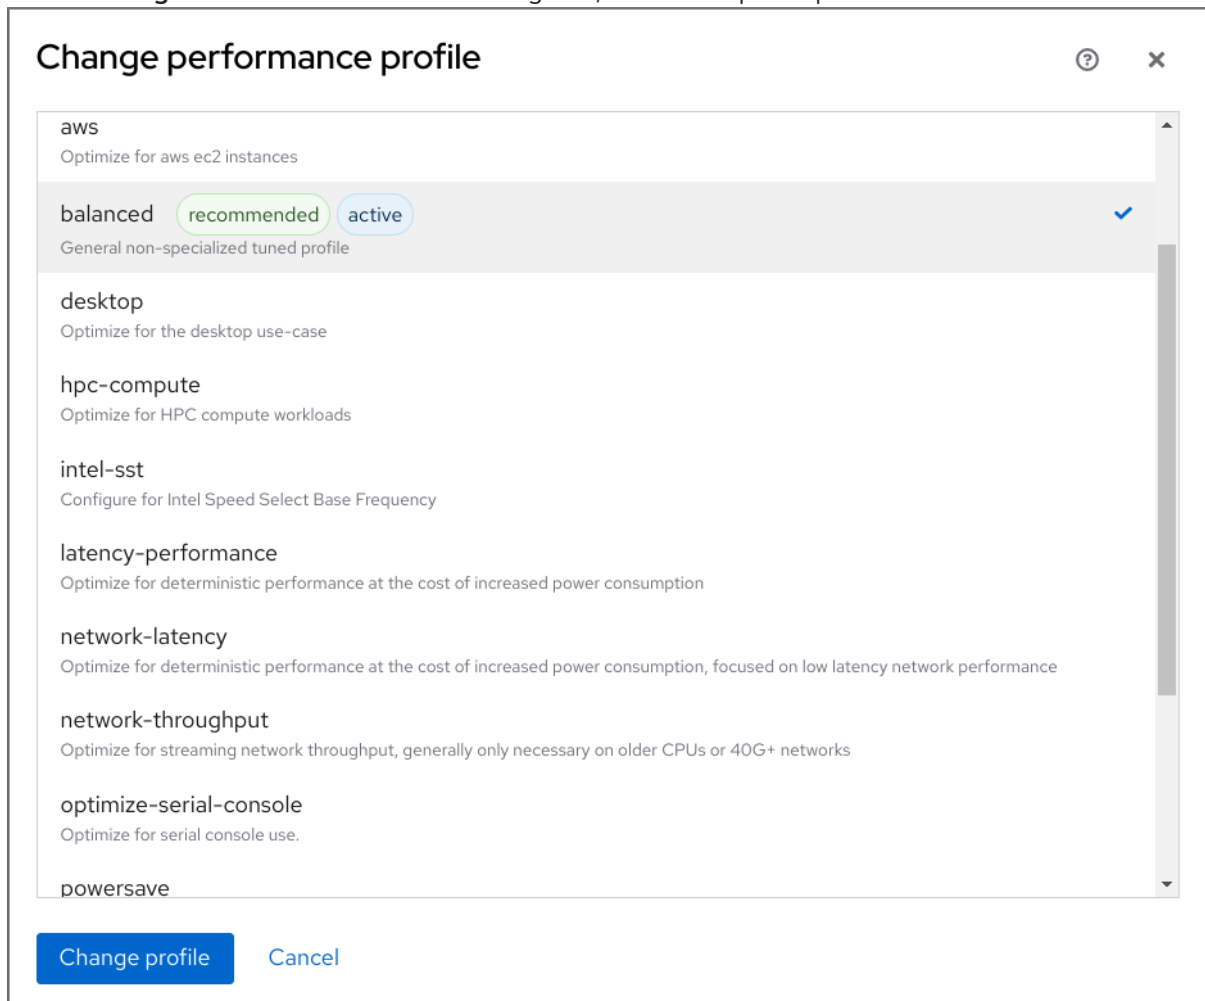 Change performance profile
aws
Optimize for aws ec2 instances
balanced recommended active
General non-specialized tuned profile
desktop
Optimize for the desktop use-case
hpc-compute
Optimize for HPC compute workloads
intel-sst
Configure for Intel Speed Select Base Frequency
latency-performance
Optimize for deterministic performance at the cost of increased power consumption
network-latency
Optimize for deterministic performance at the cost of increased power consumption, focused on low latency network performance
network-throughput
Optimize for streaming network throughput, generally only necessary on older CPUs or 40G+ networks
optimize-serial-console
Optimize for serial console use.
powersave
Change profile Cancel